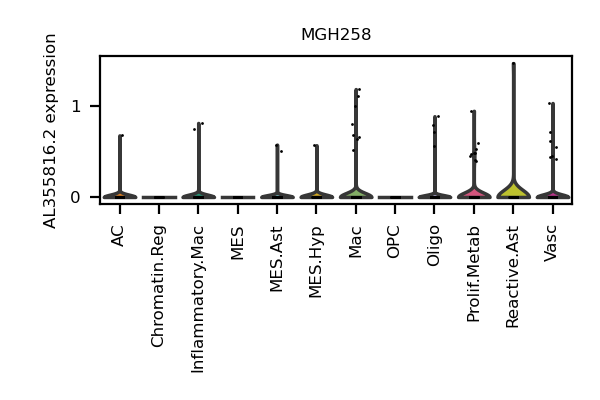 MGH258
AL355816.2 expression
1
0
AC
Chromatin.Reg
Inflammatory.Mac
MES
MES.Ast
MES.Hyp
Mac
OPC
Oligo
Prolif.Metab
Reactive.Ast
Vasc